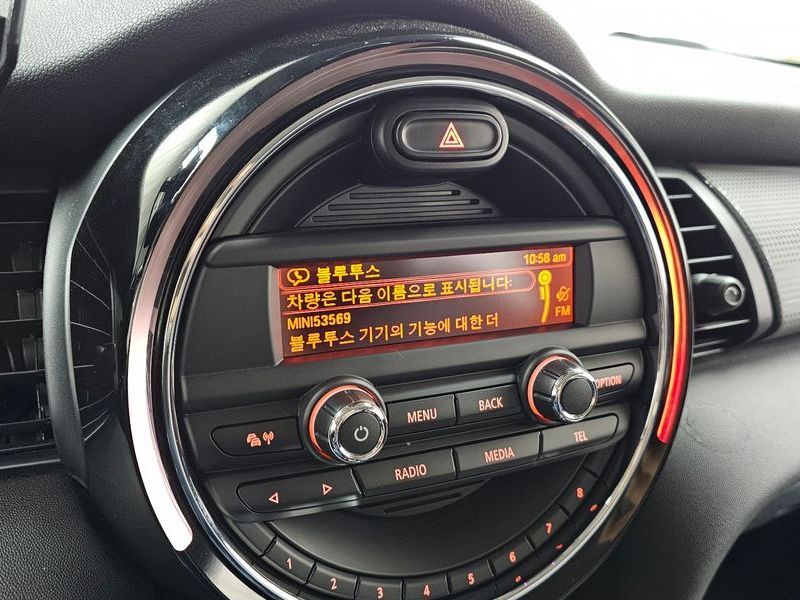 블루투스 10:58 am
차량은 다음 이름으로 표시됩니다:
MINI53569
블루투스 기기의 기능에 대한 더
FM
MENU BACK OPTION
RADIO MEDIA TEL
1 2 3 4 5 6 7 8